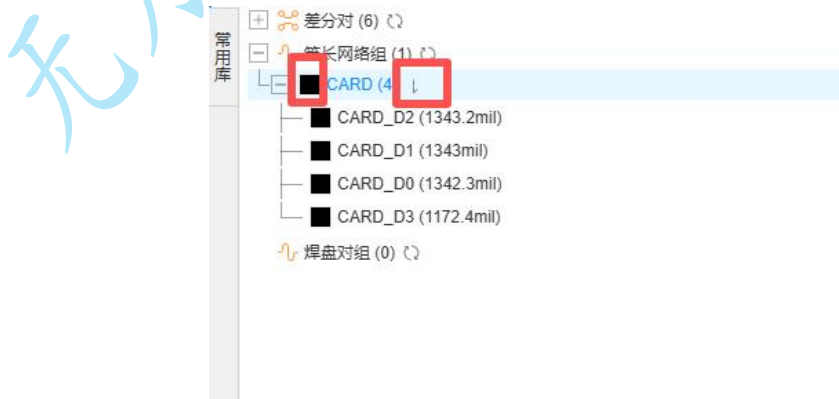 常用库
差分对 (6)
等长网络组 (1)
CARD (4
CARD_D2 (1343.2mil)
CARD_D1 (1343mil)
CARD_D0 (1342.3mil)
CARD_D3 (1172.4mil)
焊盘对组 (0)